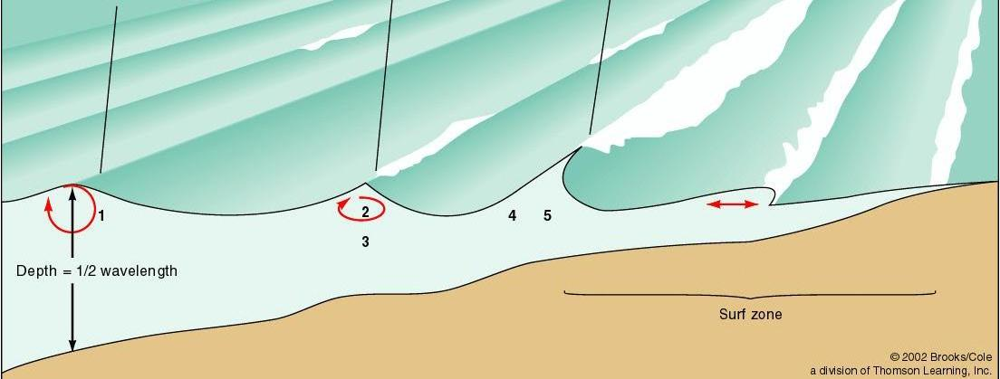 1
2
3
4 5
Depth = 1/2 wavelength
Surf zone
© 2002 Brooks/Cole
a division of Thomson Learning, Inc.